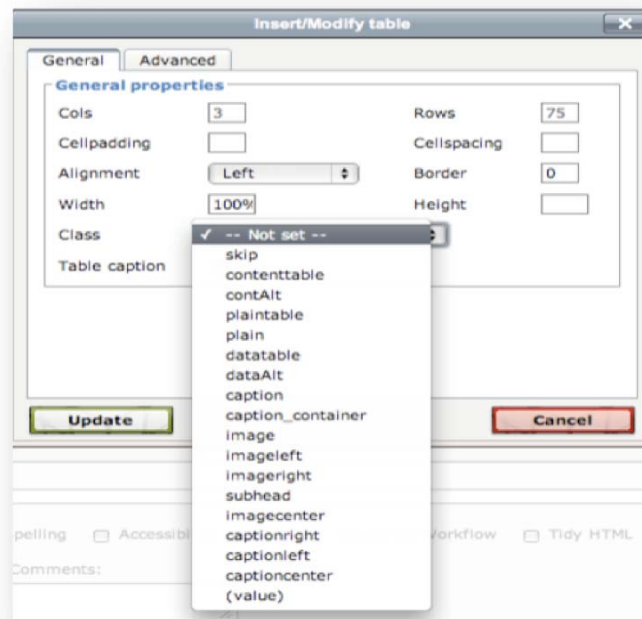 Insert/Modify table
General Advanced
General properties
Cols 3 Rows 75
Cellpadding Cellspacing
Alignment Left Border 0
Width 100% Height
Class ✓ -- Not set --
skip
Table caption
contenttable
contAlt
plaintable
plain
datatable
dataAlt
caption
Update caption_container Cancel
image
imageleft
imageright
subhead
imagecenter
pelling Accessib orkflow Tidy HTML
captionright
captionleft
Comments:
captioncenter
(value)